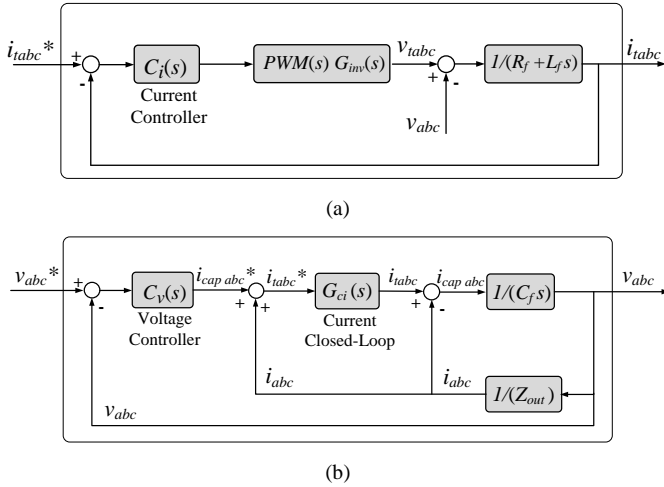 i_tabc*
+
-
C_i(s)
Current
Controller
PWM(s) G_inv(s)
v_tabc
+
-
v_abc
1/(R_f +L_f s)
i_tabc
(a)
v_abc*
+
-
C_v(s)
Voltage
Controller
i_cap abc*
+
+
i_tabc*
G_ci (s)
Current
Closed-Loop
i_tabc
+
-
i_cap abc
1/(C_f s)
v_abc
i_abc
i_abc
1/(Z_out)
v_abc
(b)